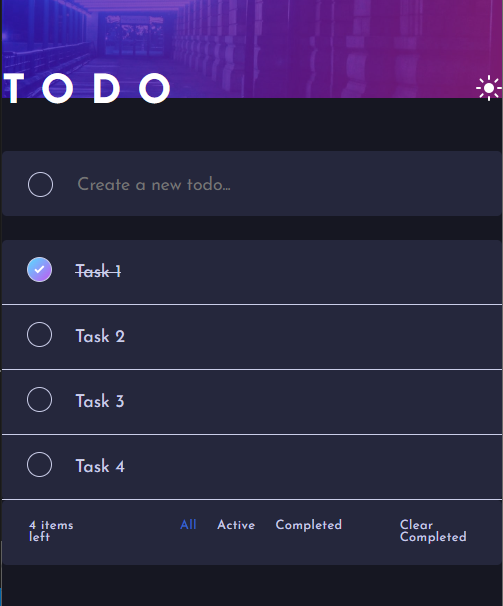 TODO
Create a new todo...
Task 1
Task 2
Task 3
Task 4
4 items
left
All
Active
Completed
Clear
Completed